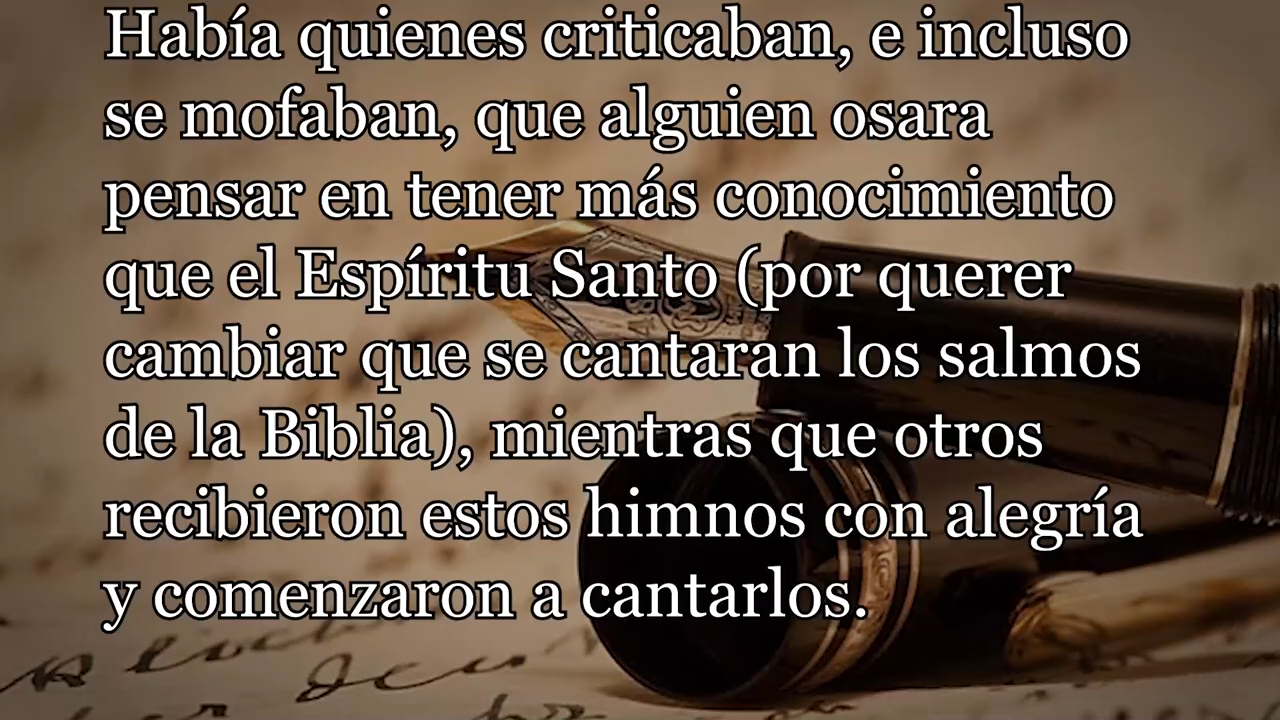 Había quienes criticaban, e incluso
se mofaban, que alguien osara
pensar en tener más conocimiento
que el Espíritu Santo (por querer
cambiar que se cantaran los salmos
de la Biblia), mientras que otros
recibieron estos himnos con alegría
y comenzaron a cantarlos.